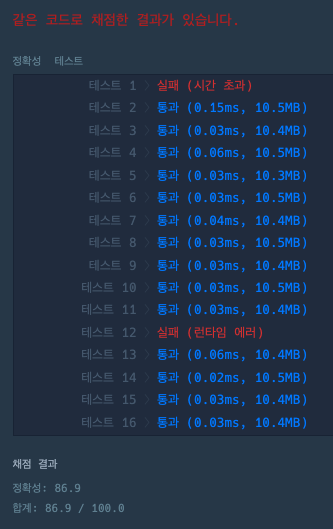 같은 코드로 채점한 결과가 있습니다.
정확성 테스트
테스트 1 〉 실패 (시간 초과)
테스트 2 〉 통과 (0.15ms, 10.5MB)
테스트 3 〉 통과 (0.03ms, 10.4MB)
테스트 4 〉 통과 (0.06ms, 10.5MB)
테스트 5 〉 통과 (0.03ms, 10.3MB)
테스트 6 〉 통과 (0.03ms, 10.5MB)
테스트 7 〉 통과 (0.04ms, 10.4MB)
테스트 8 〉 통과 (0.03ms, 10.5MB)
테스트 9 〉 통과 (0.03ms, 10.4MB)
테스트 10 〉 통과 (0.03ms, 10.5MB)
테스트 11 〉 통과 (0.03ms, 10.4MB)
테스트 12 〉 실패 (런타임 에러)
테스트 13 〉 통과 (0.06ms, 10.4MB)
테스트 14 〉 통과 (0.02ms, 10.5MB)
테스트 15 〉 통과 (0.03ms, 10.4MB)
테스트 16 〉 통과 (0.03ms, 10.4MB)
채점 결과
정확성: 86.9
합계: 86.9 / 100.0